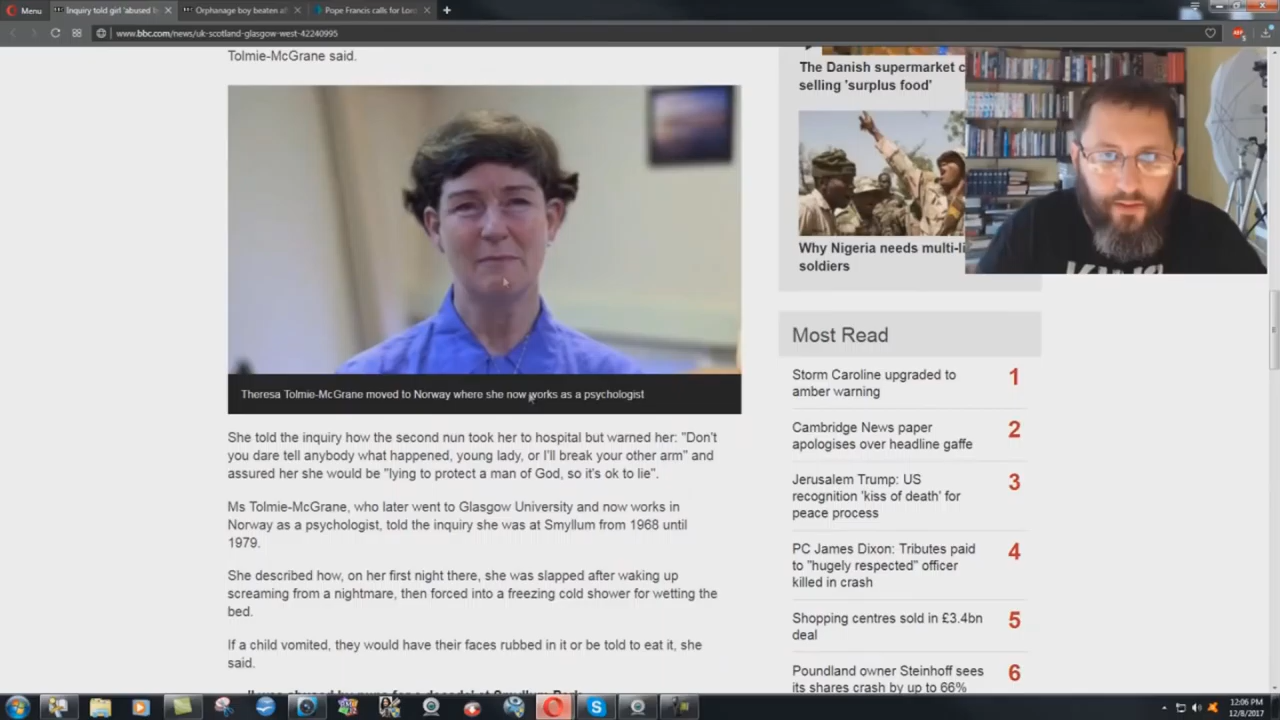 Menu
Inquiry told girl 'abused b
Orphanage boy beaten a
Pope Francis calls for Lor
www.bbc.com/news/uk-scotland-glasgow-west-42240995
Tolmie-McGrane said.
Theresa Tolmie-McGrane moved to Norway where she now works as a psychologist
She told the inquiry how the second nun took her to hospital but warned her: "Don't
you dare tell anybody what happened, young lady, or I'll break your other arm" and
assured her she would be "lying to protect a man of God, so it's ok to lie".
Ms Tolmie-McGrane, who later went to Glasgow University and now works in
Norway as a psychologist, told the inquiry she was at Smyllum from 1968 until
1979.
She described how, on her first night there, she was slapped after waking up
screaming from a nightmare, then forced into a freezing cold shower for wetting the
bed.
If a child vomited, they would have their faces rubbed in it or be told to eat it, she
said.
The Danish supermarket c
selling 'surplus food'
Why Nigeria needs multi-li
soldiers
Most Read
Storm Caroline upgraded to
amber warning
1
Cambridge News paper
apologises over headline gaffe
2
Jerusalem Trump: US
recognition 'kiss of death' for
peace process
3
PC James Dixon: Tributes paid
to "hugely respected" officer
killed in crash
4
Shopping centres sold in £3.4bn
deal
5
Poundland owner Steinhoff sees
its shares crash by up to 66%
6
12:06 PM
12/8/2017